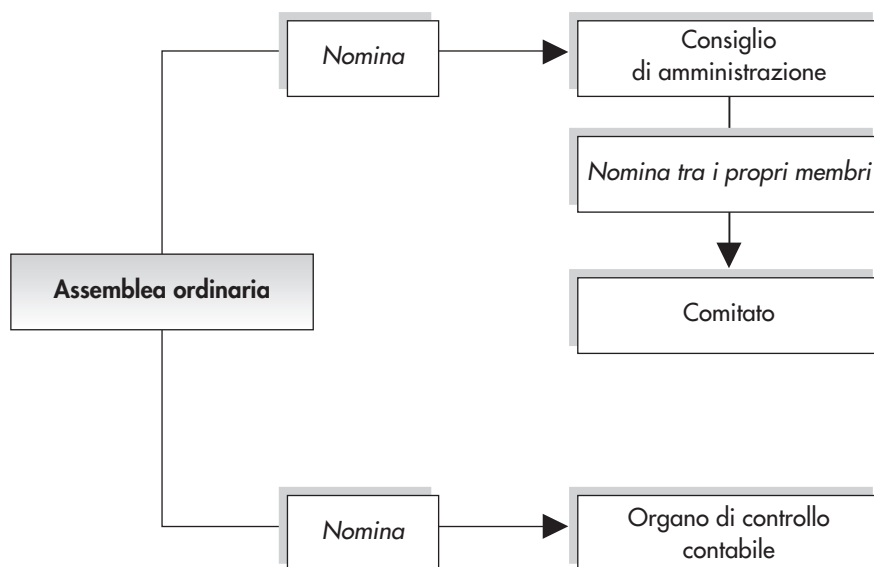 Nomina
Consiglio
di amministrazione
Nomina tra i propri membri
Assemblea ordinaria
Comitato
Nomina
Organo di controllo
contabile